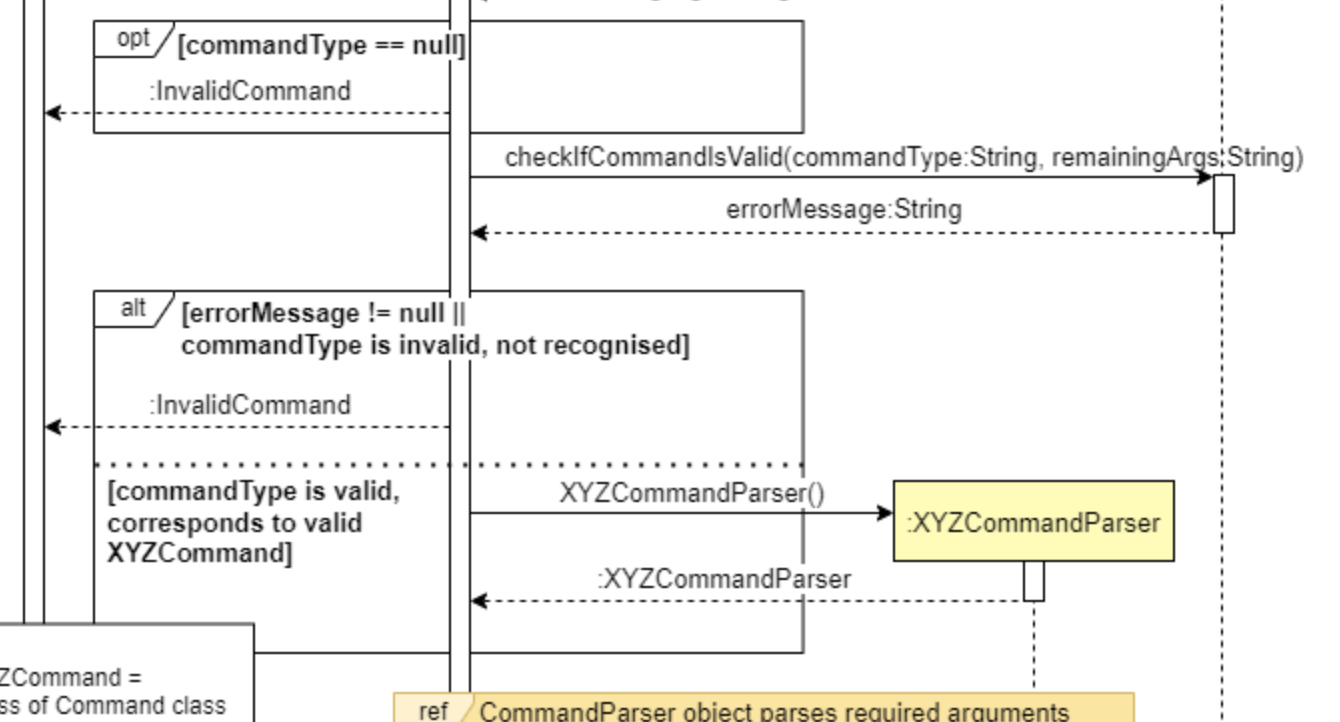 opt
[commandType == null]
:InvalidCommand
checkIfCommandIsValid(commandType:String, remainingArgs:String)
errorMessage:String
alt
[errorMessage != null ||
commandType is invalid, not recognised]
:InvalidCommand
[commandType is valid,
corresponds to valid
XYZCommand]
XYZCommandParser()
:XYZCommandParser
:XYZCommandParser
ZCommand =
ss of Command class
ref
CommandParser object parses required arguments